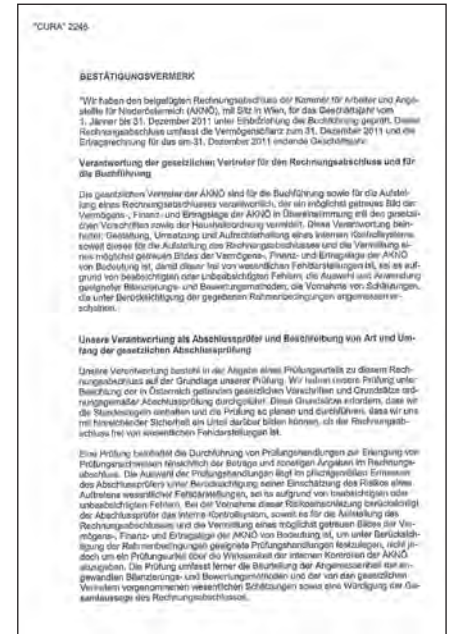 "CURA" 2246
BESTÄTIGUNGSVERMERK
"Wir haben den beigefügten Rechnungsabschluss der Kammer für Arbeiter und Ange-
stellte für Niederösterreich (AKNÖ), mit Sitz in Wien, für das Geschäftsjahr vom
1. Jänner bis 31. Dezember 2011 unter Einbeziehung der Buchführung geprüft. Dieser
Rechnungsabschluss umfasst die Vermögensbilanz zum 31. Dezember 2011 und die
Ertragsrechnung für das am 31. Dezember 2011 endende Geschäftsjahr.
Verantwortung der gesetzlichen Vertreter für den Rechnungsabschluss und für
die Buchführung
Die gesetzlichen Vertreter der AKNÖ sind für die Buchführung sowie für die Aufstel-
lung eines Rechnungsabschlusses verantwortlich, der ein möglichst getreues Bild der
Vermögens-, Finanz- und Ertragslage der AKNÖ in Übereinstimmung mit den gesetzli-
chen Vorschriften sowie der Haushaltsordnung vermittelt. Diese Verantwortung bein-
haltet: Gestaltung, Umsetzung und Aufrechterhaltung eines internen Kontrollsystems,
soweit dieses für die Aufstellung des Rechnungsabschlusses und die Vermittlung ei-
nes möglichst getreuen Bildes der Vermögens-, Finanz- und Ertragslage der AKNÖ
von Bedeutung ist, damit dieser frei von wesentlichen Fehldarstellungen ist, sei es auf-
grund von beabsichtigten oder unbeabsichtigten Fehlern, die Auswahl und Anwendung
geeigneter Bilanzierungs- und Bewertungsmethoden, die Vornahme von Schätzungen,
die unter Berücksichtigung der gegebenen Rahmenbedingungen angemessen er-
scheinen.
Unsere Verantwortung als Abschlussprüfer und Beschreibung von Art und Um-
fang der gesetzlichen Abschlussprüfung
Unsere Verantwortung besteht in der Abgabe eines Prüfungsurteils zu diesem Rech-
nungsabschluss auf der Grundlage unserer Prüfung. Wir haben unsere Prüfung unter
Beachtung der in Österreich geltenden gesetzlichen Vorschriften und Grundsätze ord-
nungsgemäßer Abschlussprüfung durchgeführt. Diese Grundsätze erfordern, dass wir
die Standesregeln einhalten und die Prüfung so planen und durchführen, dass wir uns
mit hinreichender Sicherheit ein Urteil darüber bilden können, ob der Rechnungsab-
schluss frei von wesentlichen Fehldarstellungen ist.
Eine Prüfung beinhaltet die Durchführung von Prüfungshandlungen zur Erlangung von
Prüfungsnachweisen hinsichtlich der Beträge und sonstigen Angaben im Rechnungs-
abschluss. Die Auswahl der Prüfungshandlungen liegt im pflichtgemäßen Ermessen
des Abschlussprüfers unter Berücksichtigung seiner Einschätzung des Risikos eines
Auftretens wesentlicher Fehldarstellungen, sei es aufgrund von beabsichtigten oder
unbeabsichtigten Fehlern. Bei der Vornahme dieser Risikoeinschätzung berücksichtigt
der Abschlussprüfer das interne Kontrollsystem, soweit es für die Aufstellung des
Rechnungsabschlusses und die Vermittlung eines möglichst getreuen Bildes der Ver-
mögens-, Finanz- und Ertragslage der AKNÖ von Bedeutung ist, um unter Berücksich-
tigung der Rahmenbedingungen geeignete Prüfungshandlungen festzulegen, nicht je-
doch um ein Prüfungsurteil über die Wirksamkeit der internen Kontrollen der AKNÖ
abzugeben. Die Prüfung umfasst ferner die Beurteilung der Angemessenheit der an-
gewandten Bilanzierungs- und Bewertungsmethoden und der von den gesetzlichen
Vertretern vorgenommenen wesentlichen Schätzungen sowie eine Würdigung der Ge-
samtaussage des Rechnungsabschlusses.